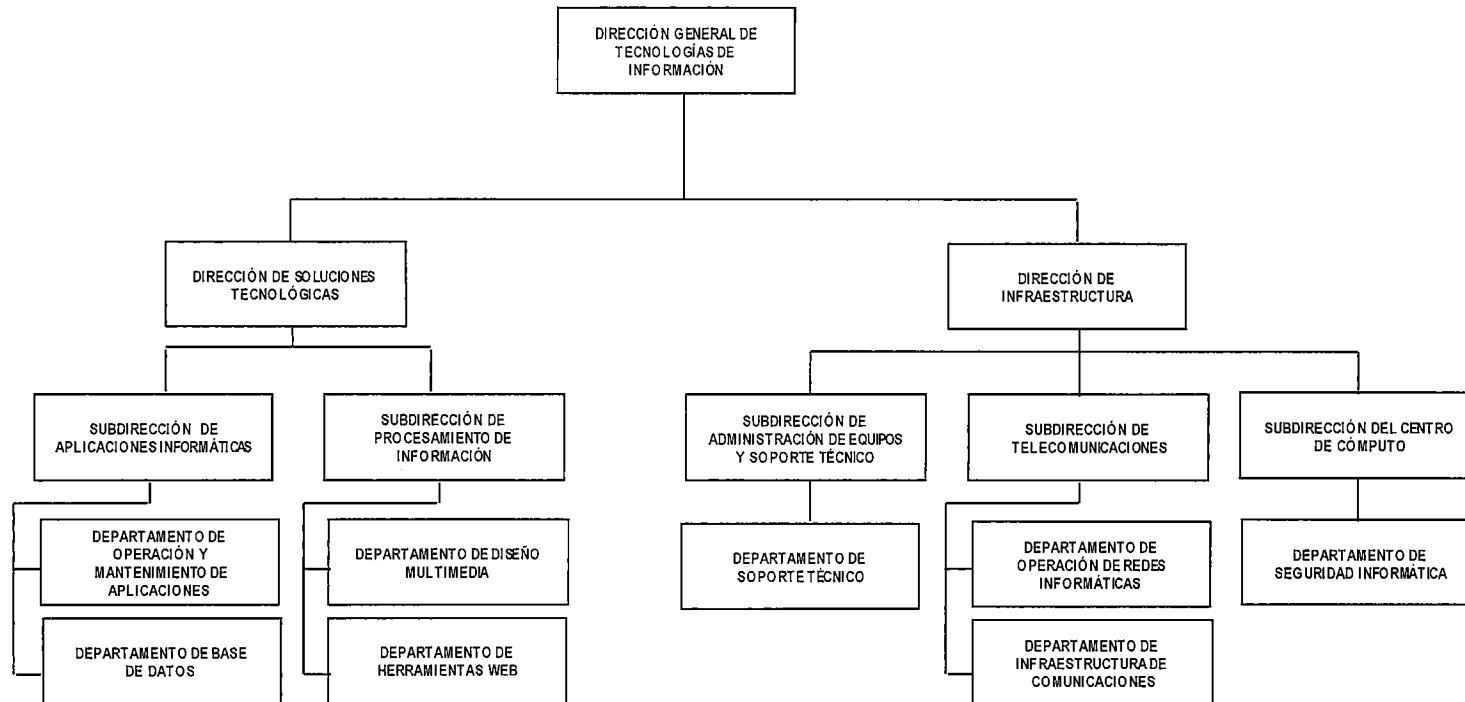 DIRECCIÓN GENERAL DE
TECNOLOGÍAS DE
INFORMACIÓN
DIRECCIÓN DE SOLUCIONES
TECNOLÓGICAS
DIRECCIÓN DE
INFRAESTRUCTURA
SUBDIRECCIÓN DE
APLICACIONES INFORMÁTICAS
SUBDIRECCIÓN DE
PROCESAMIENTO DE
INFORMACIÓN
SUBDIRECCIÓN DE
ADMINISTRACIÓN DE EQUIPOS
Y SOPORTE TÉCNICO
SUBDIRECCIÓN DE
TELECOMUNICACIONES
SUBDIRECCIÓN DEL CENTRO
DE CÓMPUTO
DEPARTAMENTO DE
OPERACIÓN Y
MANTENIMIENTO DE
APLICACIONES
DEPARTAMENTO DE DISEÑO
MULTIMEDIA
DEPARTAMENTO DE
SOPORTE TÉCNICO
DEPARTAMENTO DE
OPERACIÓN DE REDES
INFORMÁTICAS
DEPARTAMENTO DE
SEGURIDAD INFORMÁTICA
DEPARTAMENTO DE BASE
DE DATOS
DEPARTAMENTO DE
HERRAMIENTAS WEB
DEPARTAMENTO DE
INFRAESTRUCTURA DE
COMUNICACIONES